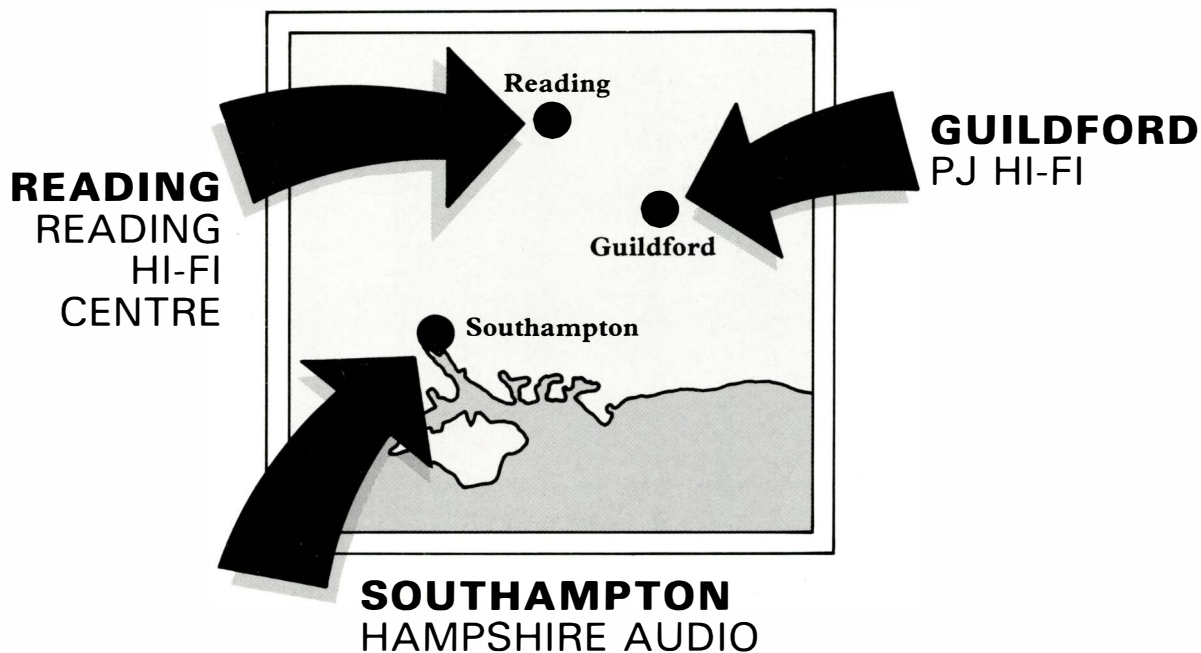 Reading
GUILDFORD
PJ HI-FI
READING
READING
HI-FI
CENTRE
Guildford
Southampton
SOUTHAMPTON
HAMPSHIRE AUDIO